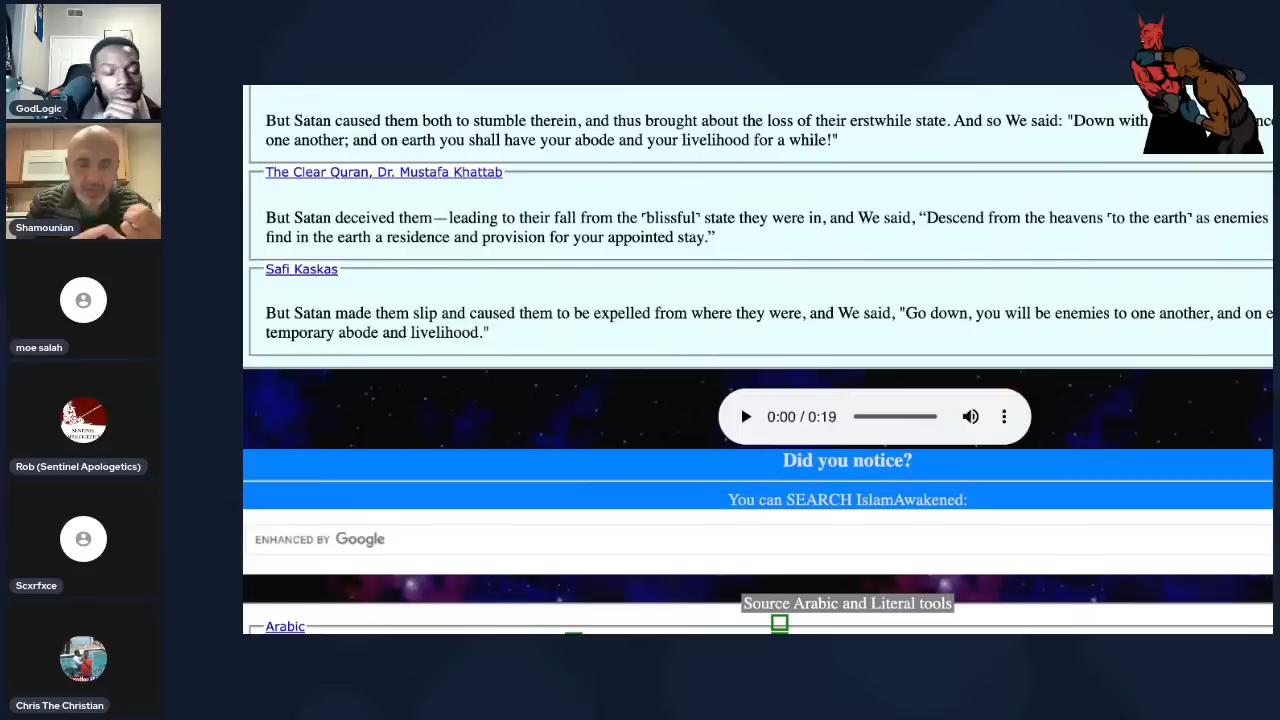 GodLogic
Shamounian
moe salah
SENTINEL
APOLOGETICS
Rob (Sentinel Apologetics)
Scxrfxce
Chris The Christian
But Satan caused them both to stumble therein, and thus brought about the loss of their erstwhile state. And so We said: "Down with
one another; and on earth you shall have your abode and your livelihood for a while!"
The Clear Quran, Dr. Mustafa Khattab
But Satan deceived them—leading to their fall from the ˹blissful˺ state they were in, and We said, “Descend from the heavens ˹to the earth˺ as enemies
find in the earth a residence and provision for your appointed stay.”
Safi Kaskas
But Satan made them slip and caused them to be expelled from where they were, and We said, "Go down, you will be enemies to one another, and on e
temporary abode and livelihood."
0:00 / 0:19
Did you notice?
You can SEARCH IslamAwakened:
ENHANCED BY Google
Source Arabic and Literal tools
Arabic